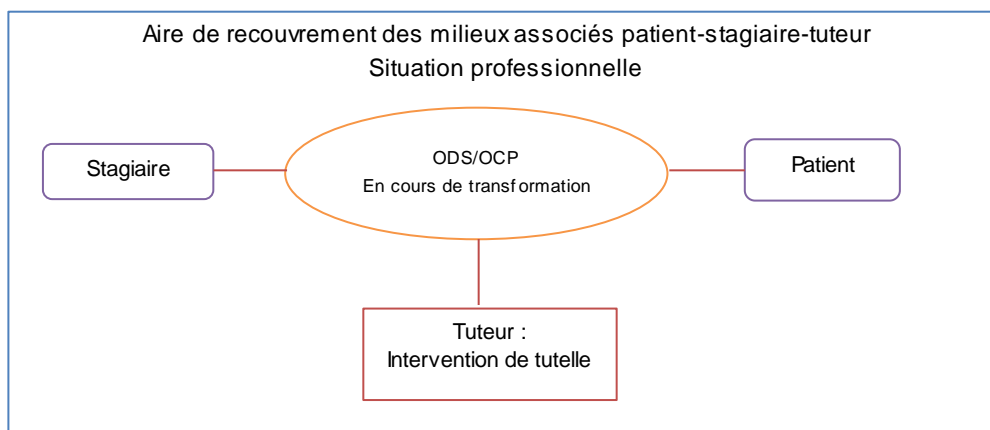 Aire de recouvrement des milieux associés patient-stagiaire-tuteur
Situation professionnelle
Stagiaire
ODS/OCP
En cours de transformation
Patient
Tuteur :
Intervention de tutelle